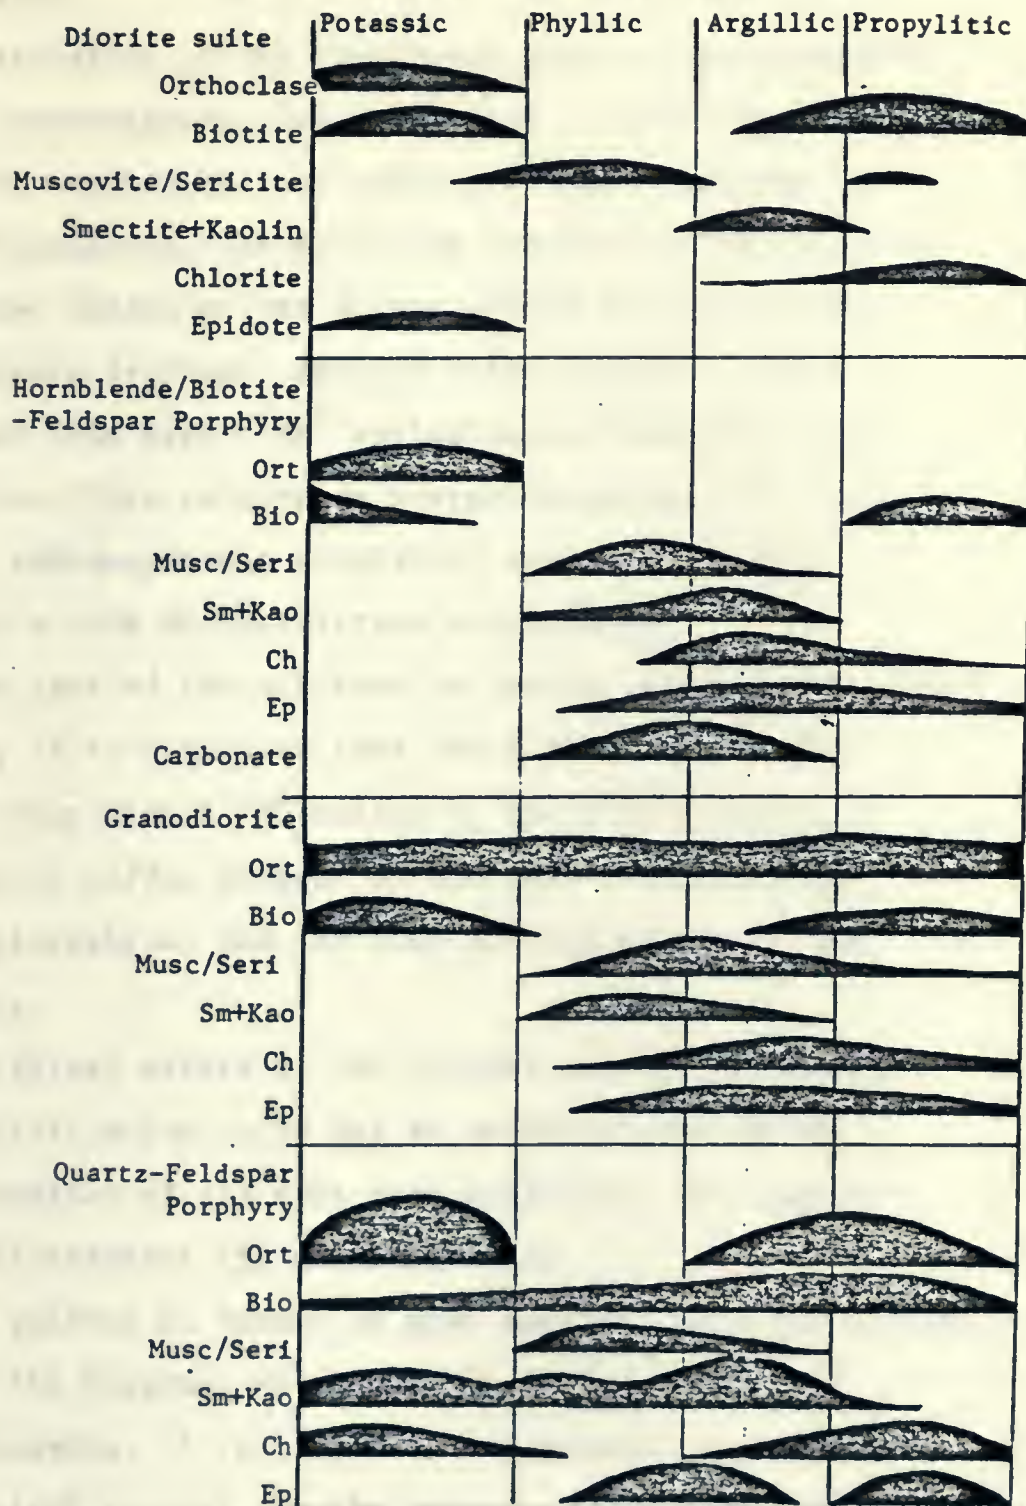 Potassic Phyllic Argillic Propylitic
Diorite suite
Orthoclase
Biotite
Muscovite/Sericite
Smectite+Kaolin
Chlorite
Epidote
Hornblende/Biotite
-Feldspar Porphyry
Ort
Bio
Musc/Seri
Sm+Kao
Ch
Ep
Carbonate
Granodiorite
Ort
Bio
Musc/Seri
Sm+Kao
Ch
Ep
Quartz-Feldspar
Porphyry
Ort
Bio
Musc/Seri
Sm+Kao
Ch
Ep